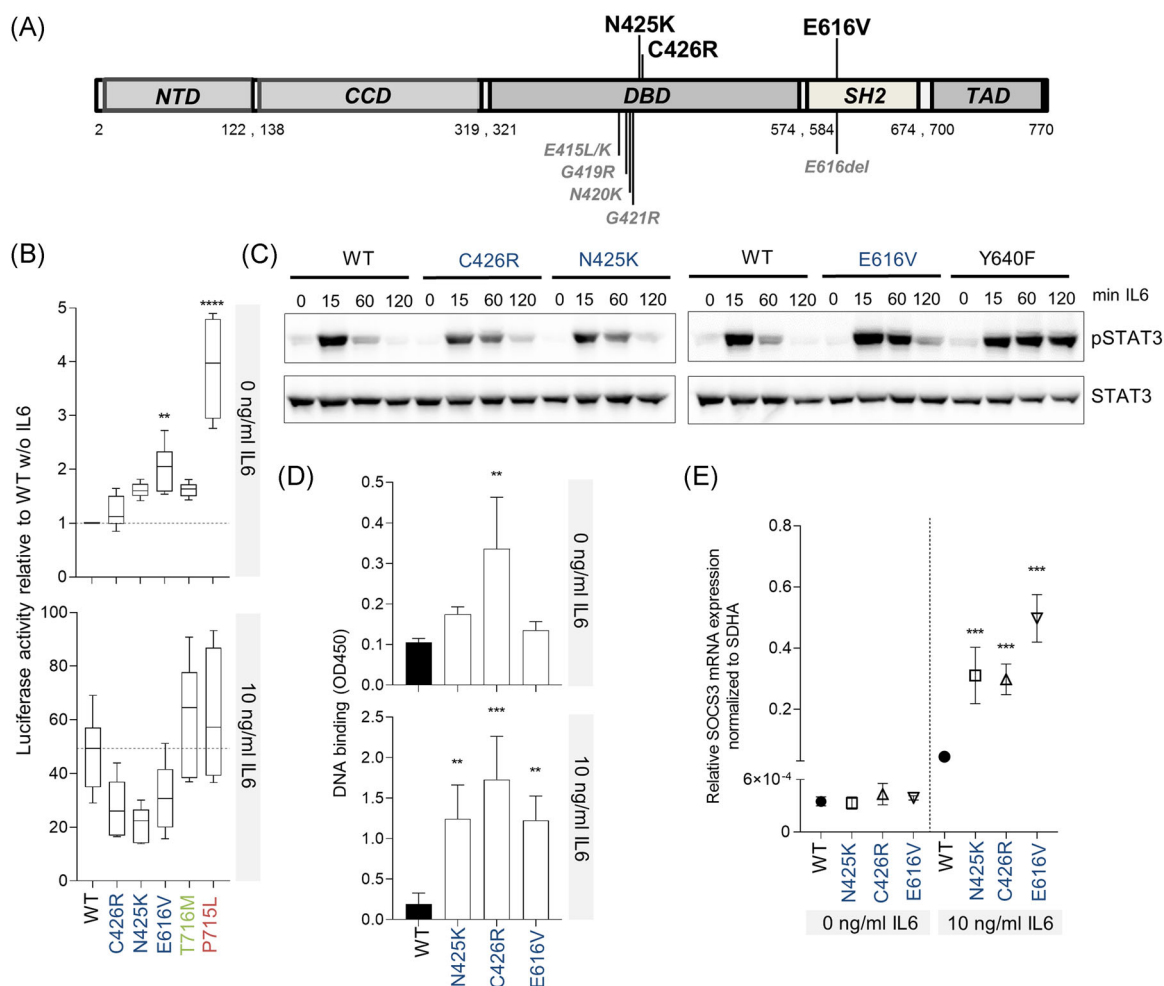 (A)
N425K
C426R
E616V
NTD CCD DBD SH2 TAD
2 122 , 138 319 , 321 574 , 584 674 , 700 770
E415L/K
G419R
N420K
G421R
E616del
(B)
Luciferase activity relative to WT w/o IL6
5
4
3
2
1
0
**
****
0 ng/ml IL6
100
80
60
40
20
0
10 ng/ml IL6
WT C426R N425K E616V T716M P715L
(C)
WT C426R N425K WT E616V Y640F
0 15 60 120 0 15 60 120 0 15 60 120 0 15 60 120 0 15 60 120 0 15 60 120 min IL6
pSTAT3
STAT3
(D)
DNA binding (OD450)
0.5
0.4
0.3
0.2
0.1
0.0
**
0 ng/ml IL6
2.5
2.0
1.5
1.0
0.5
0.0
** *** **
10 ng/ml IL6
WT N425K C426R E616V
(E)
Relative SOCS3 mRNA expression
normalized to SDHA
0.8
0.6
0.4
0.2
6×10-4
0
*** *** ***
WT N425K C426R E616V WT N425K C426R E616V
0 ng/ml IL6 10 ng/ml IL6